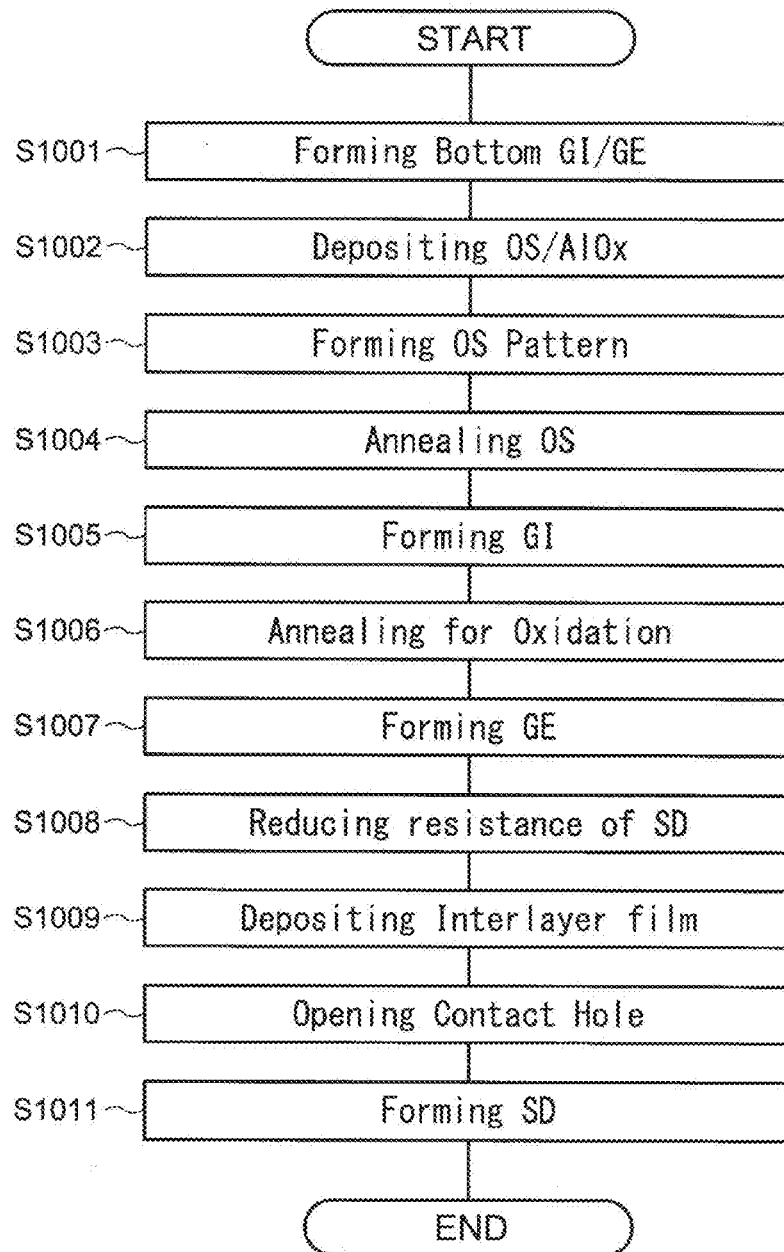 START
S1001 Forming Bottom GI/GE
S1002 Depositing OS/AlOx
S1003 Forming OS Pattern
S1004 Annealing OS
S1005 Forming GI
S1006 Annealing for Oxidation
S1007 Forming GE
S1008 Reducing resistance of SD
S1009 Depositing Interlayer film
S1010 Opening Contact Hole
S1011 Forming SD
END